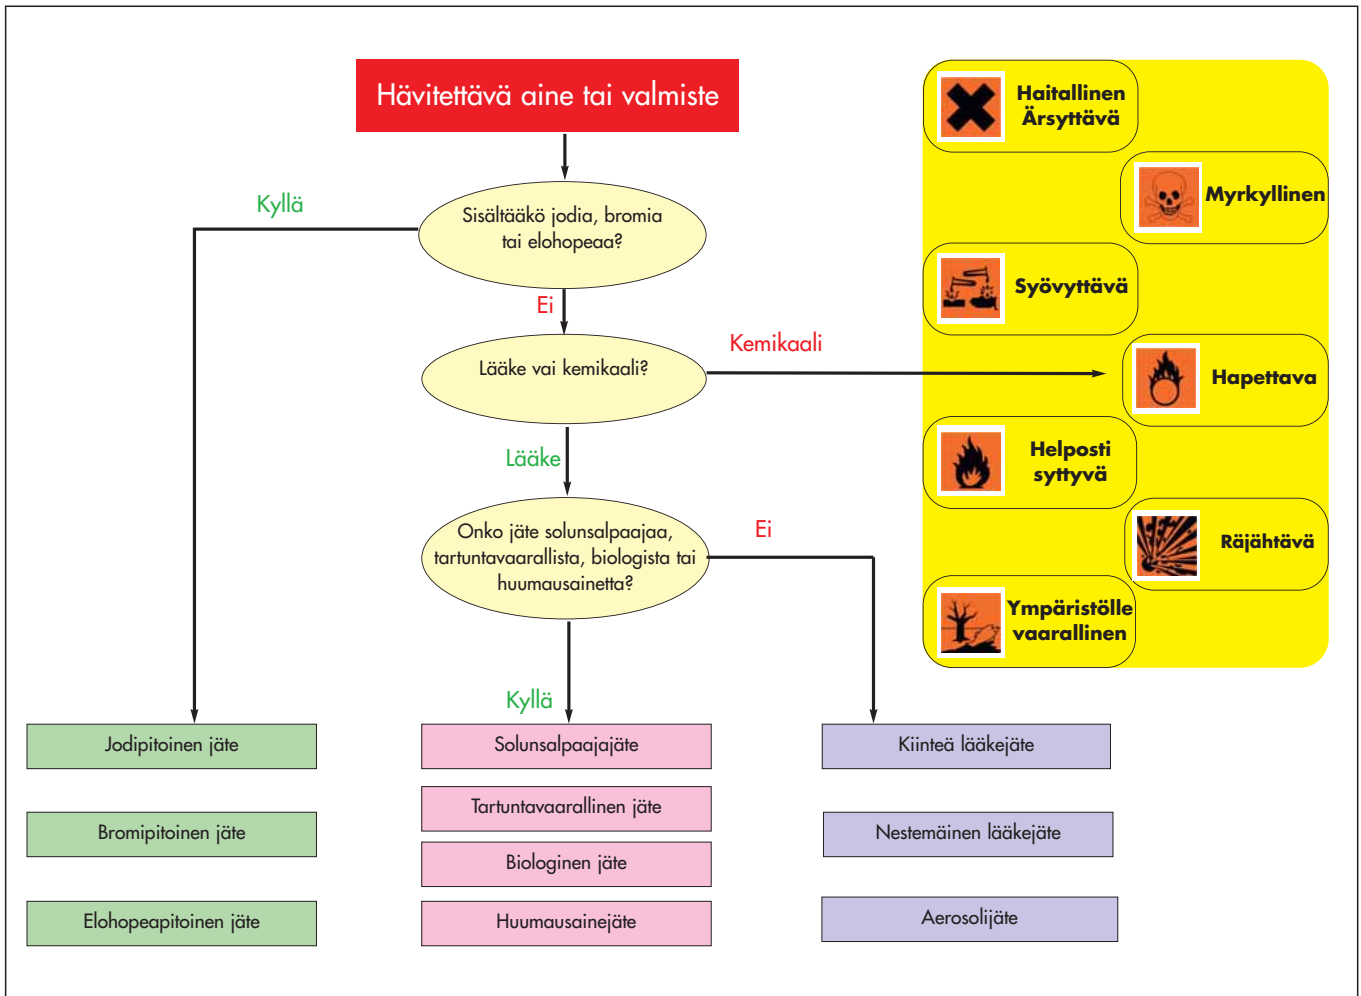 Hävitettävä aine tai valmiste
Kyllä
Sisältääkö jodia, bromia
tai elohopeaa?
Ei
Lääke vai kemikaali?
Kemikaali
Lääke
Onko jäte solunsalpaajaa,
tartuntavaarallista, biologista tai
huumausainetta?
Ei
Kyllä
Haitallinen
Ärsyttävä
Myrkyllinen
Syövyttävä
Hapettava
Helposti
syttyvä
Räjähtävä
Ympäristölle
vaarallinen
Jodipitoinen jäte
Bromipitoinen jäte
Elohopeapitoinen jäte
Solunsalpaajajäte
Tartuntavaarallinen jäte
Biologinen jäte
Huumausainejäte
Kiinteä lääkejäte
Nestemäinen lääkejäte
Aerosolijäte